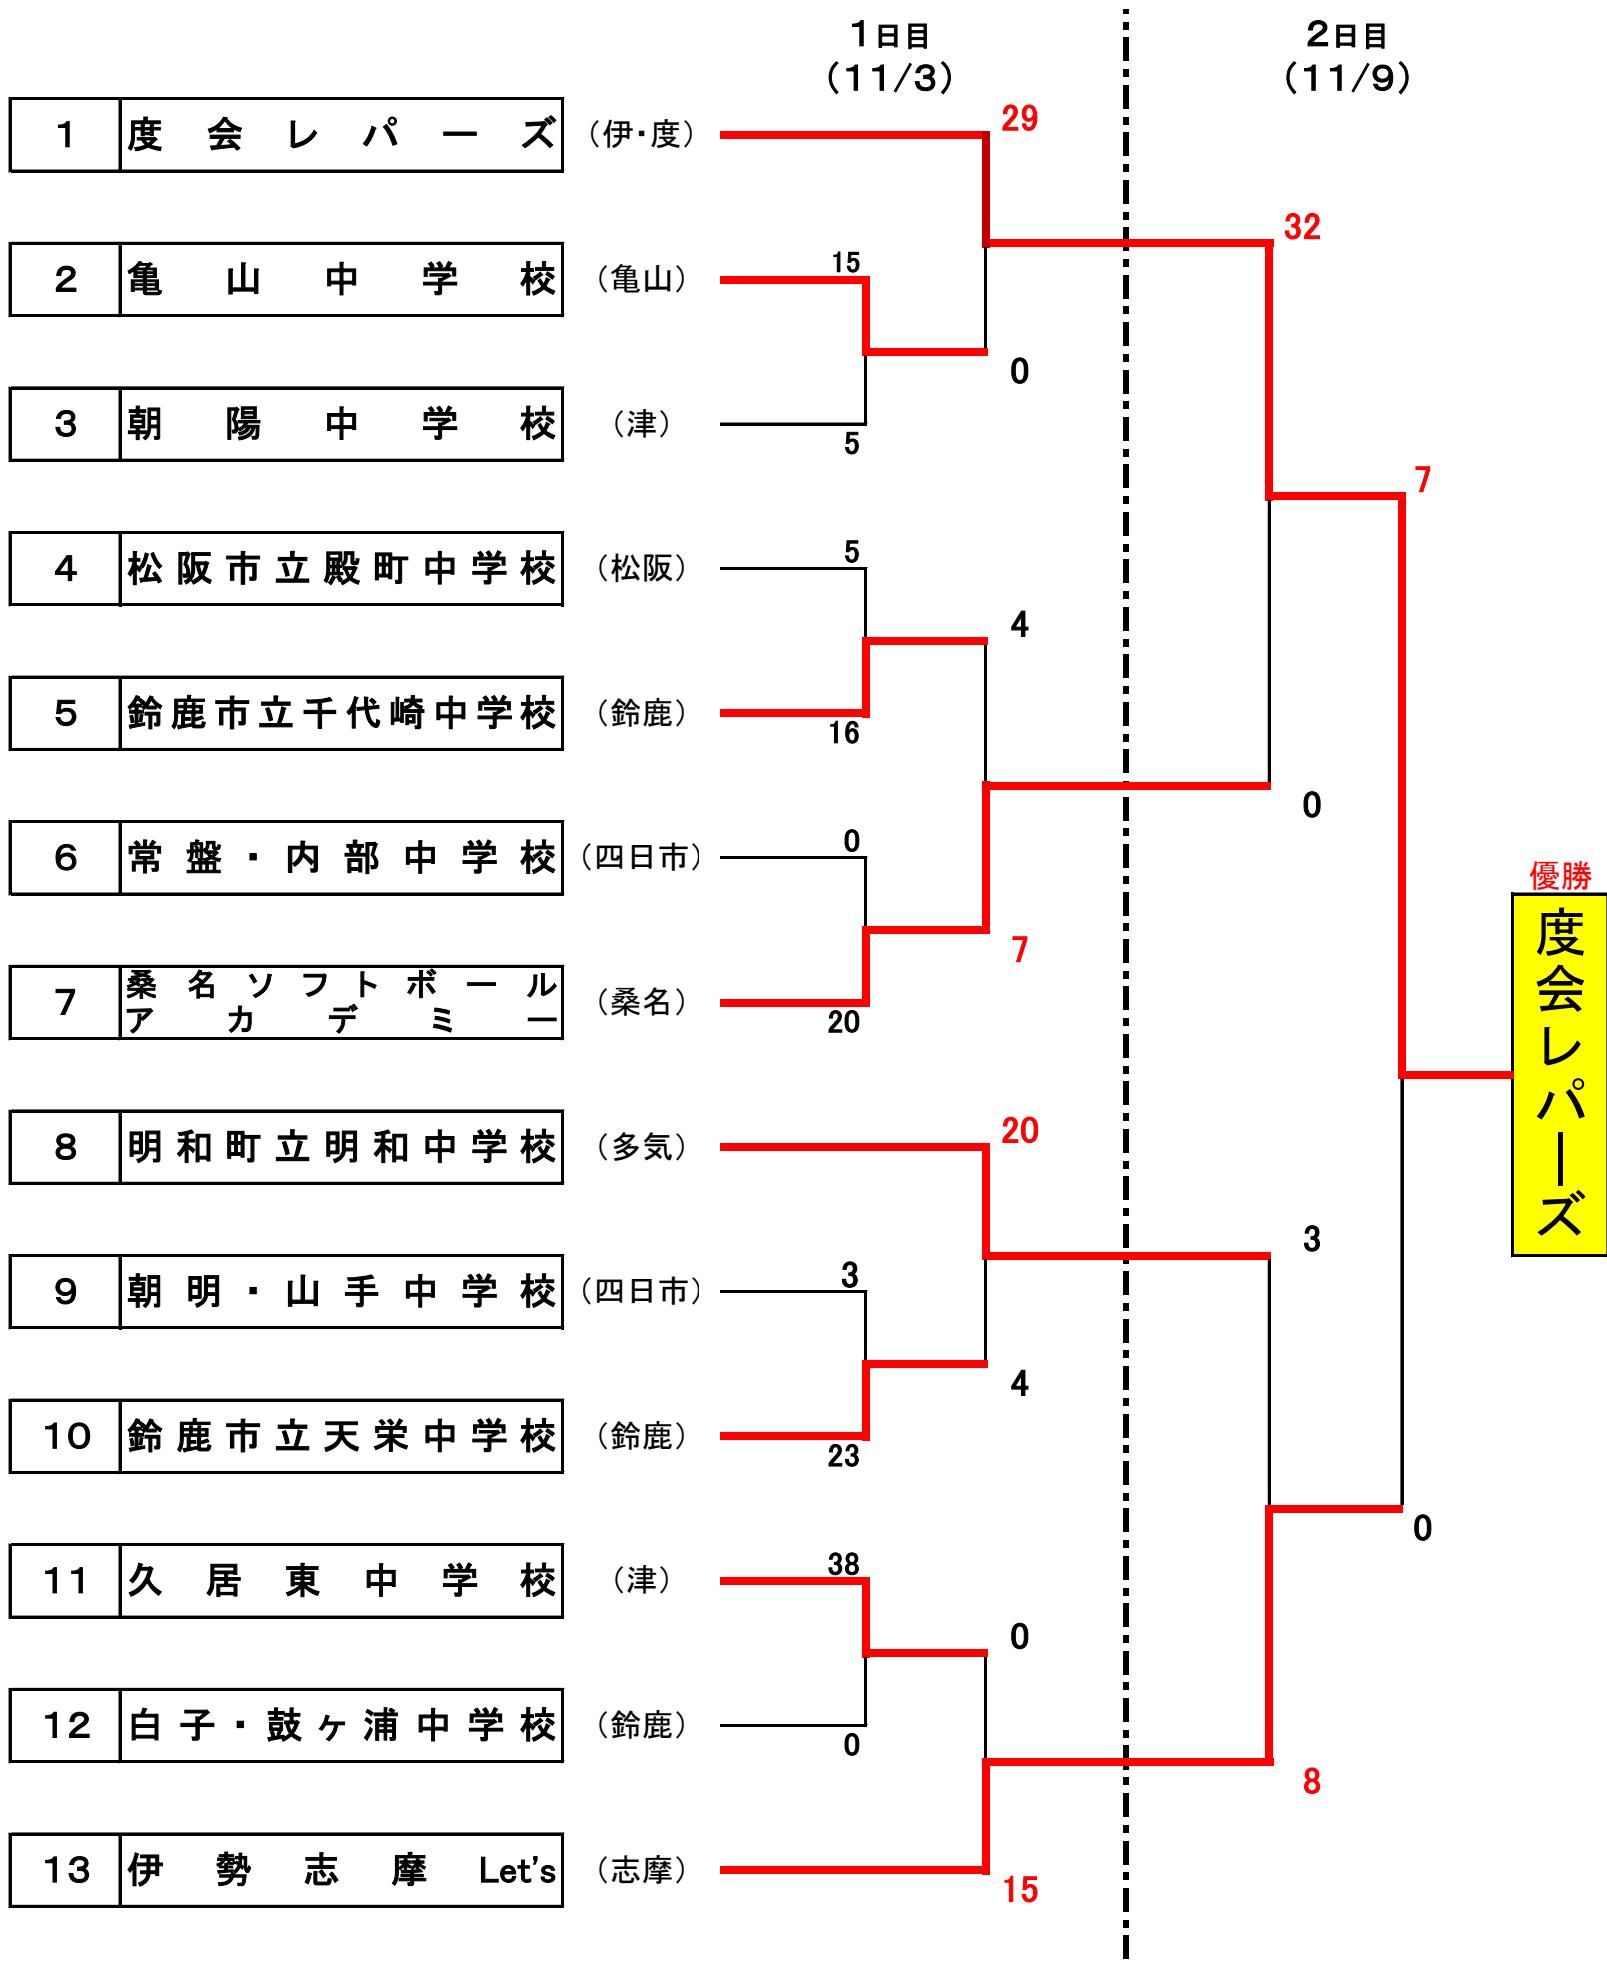 1日目
（11/3）
2日目
（11/9）
1 度会レパーズ （伊・度） 29
32
2 亀山中学校 （亀山） 15
0
3 朝陽中学校 （津） 5
7
4 松阪市立殿町中学校 （松阪） 5
4
5 鈴鹿市立千代崎中学校 （鈴鹿） 16
0
6 常盤・内部中学校 （四日市） 0
優勝
度会レパーズ
7
7 桑名ソフトボール
アカデミー （桑名） 20
8 明和町立明和中学校 （多気） 20
3
9 朝明・山手中学校 （四日市） 3
4
10 鈴鹿市立天栄中学校 （鈴鹿） 23
0
11 久居東中学校 （津） 38
0
12 白子・鼓ヶ浦中学校 （鈴鹿） 0
8
13 伊勢志摩Let's （志摩） 15